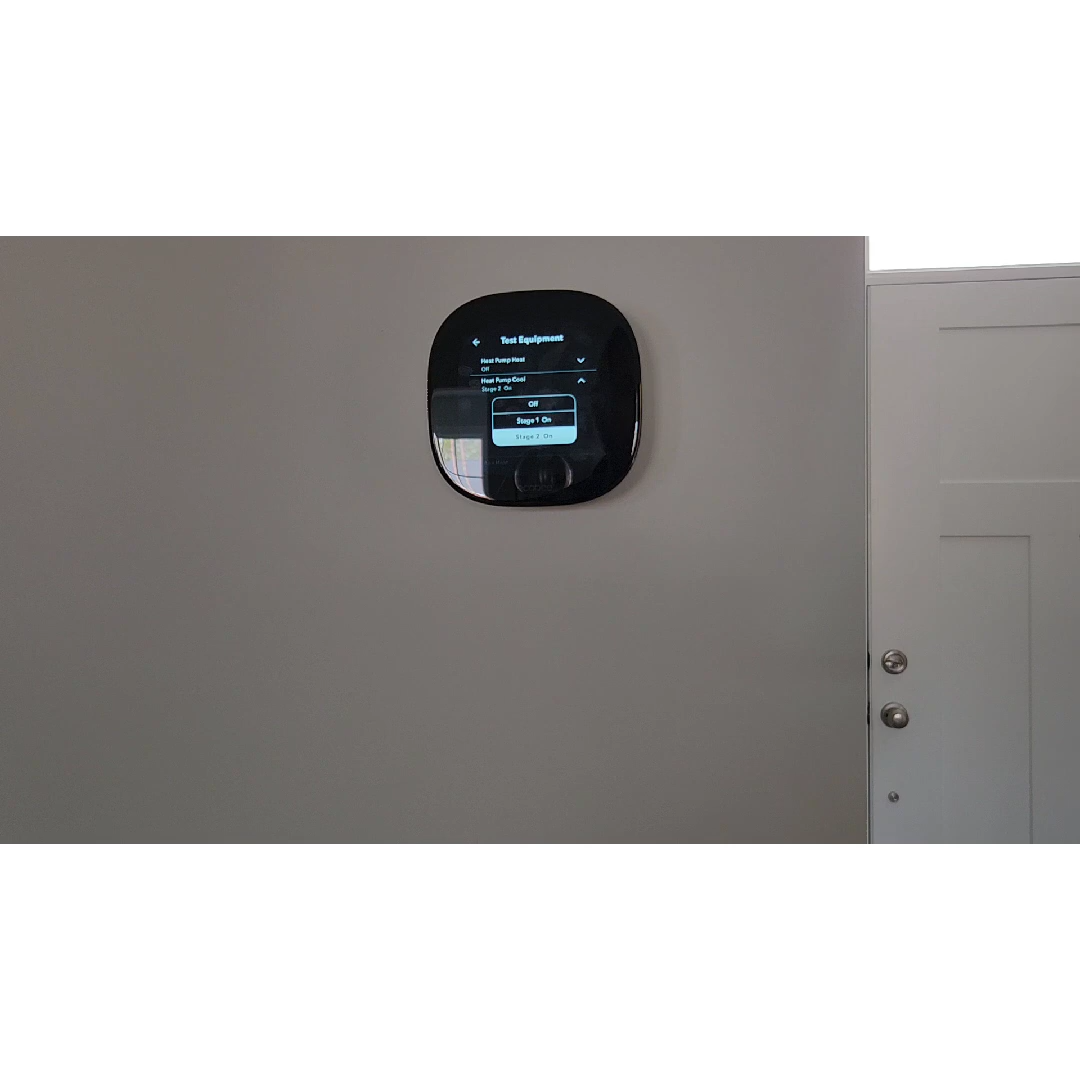 Test Equipment
Heat Pump Heat
Off
Heat Pump Cool
Stage 2 On
Off
Stage 1 On
Stage 2 On